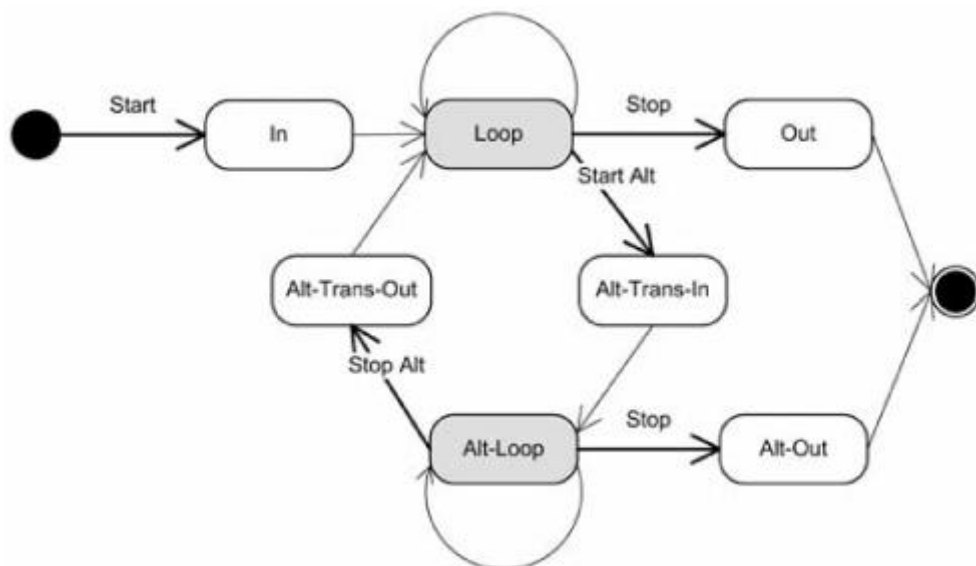 Start
In
Loop
Stop
Out
Start Alt
Alt-Trans-Out
Alt-Trans-In
Stop Alt
Alt-Loop
Stop
Alt-Out